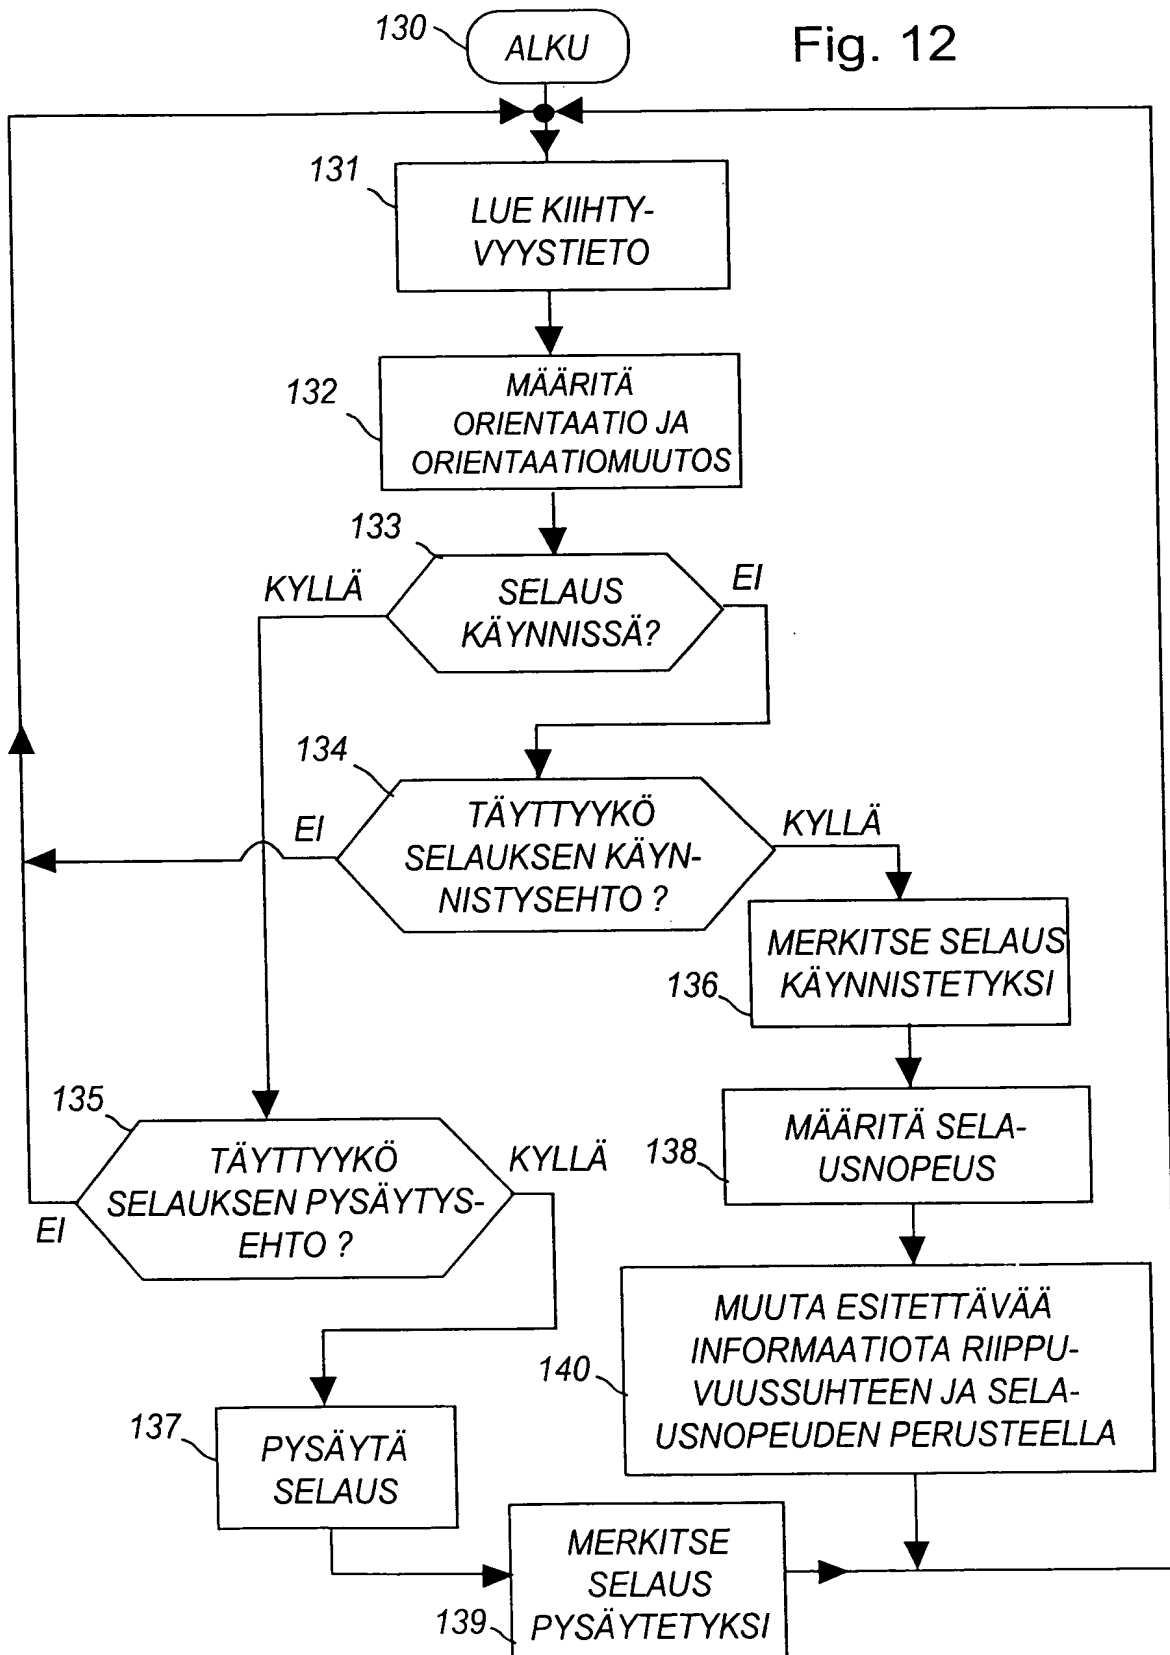 130
ALKU
Fig. 12
131
LUE KIIHTY-
VYYSTIETO
132
MÄÄRITÄ
ORIENTAATIO JA
ORIENTAATIOMUUTOS
133
KYLLÄ
SELAUS
KÄYNNISSÄ?
EI
134
EI
TÄYTTYYKÖ
SELAUKSEN KÄYN-
NISTYSEHTO ?
KYLLÄ
MERKITSE SELAUS
KÄYNNISTETYKSI
136
135
TÄYTTYYKÖ
SELAUKSEN PYSÄYTYS-
EHTO ?
KYLLÄ
EI
MÄÄRITÄ SELA-
USNOPEUS
138
MUUTA ESITETTÄVÄÄ
INFORMAATIOTA RIIPPU-
VUUSSUHTEEN JA SELA-
USNOPEUDEN PERUSTEELLA
140
137
PYSÄYTÄ
SELAUS
MERKITSE
SELAUS
PYSÄYTETYKSI
139